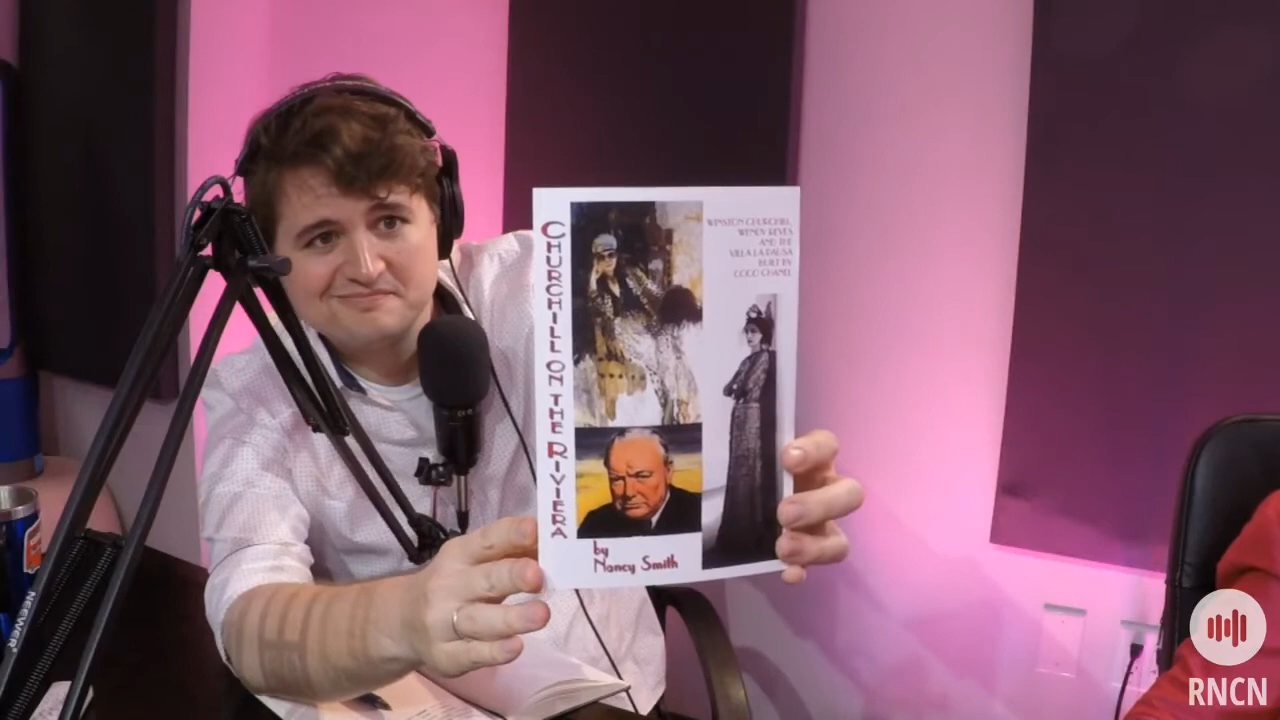 CHURCHILL ON THE RIVIERA
WINSTON CHURCHILL,
WENDY REVES
AND THE
VILLA LA PAUSA
BUILT BY
COCO CHANEL
by
Nancy Smith
NEEWER
RNCN